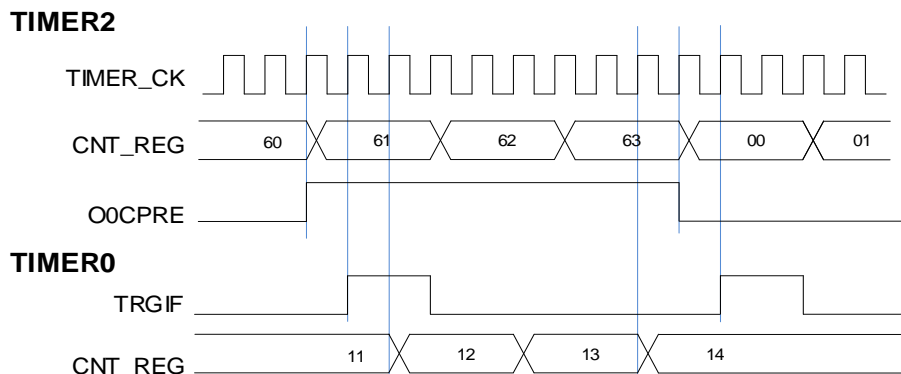 TIMER2
TIMER_CK
CNT_REG 60 61 62 63 00 01
O0CPRE
TIMER0
TRGIF
CNT_REG 11 12 13 14